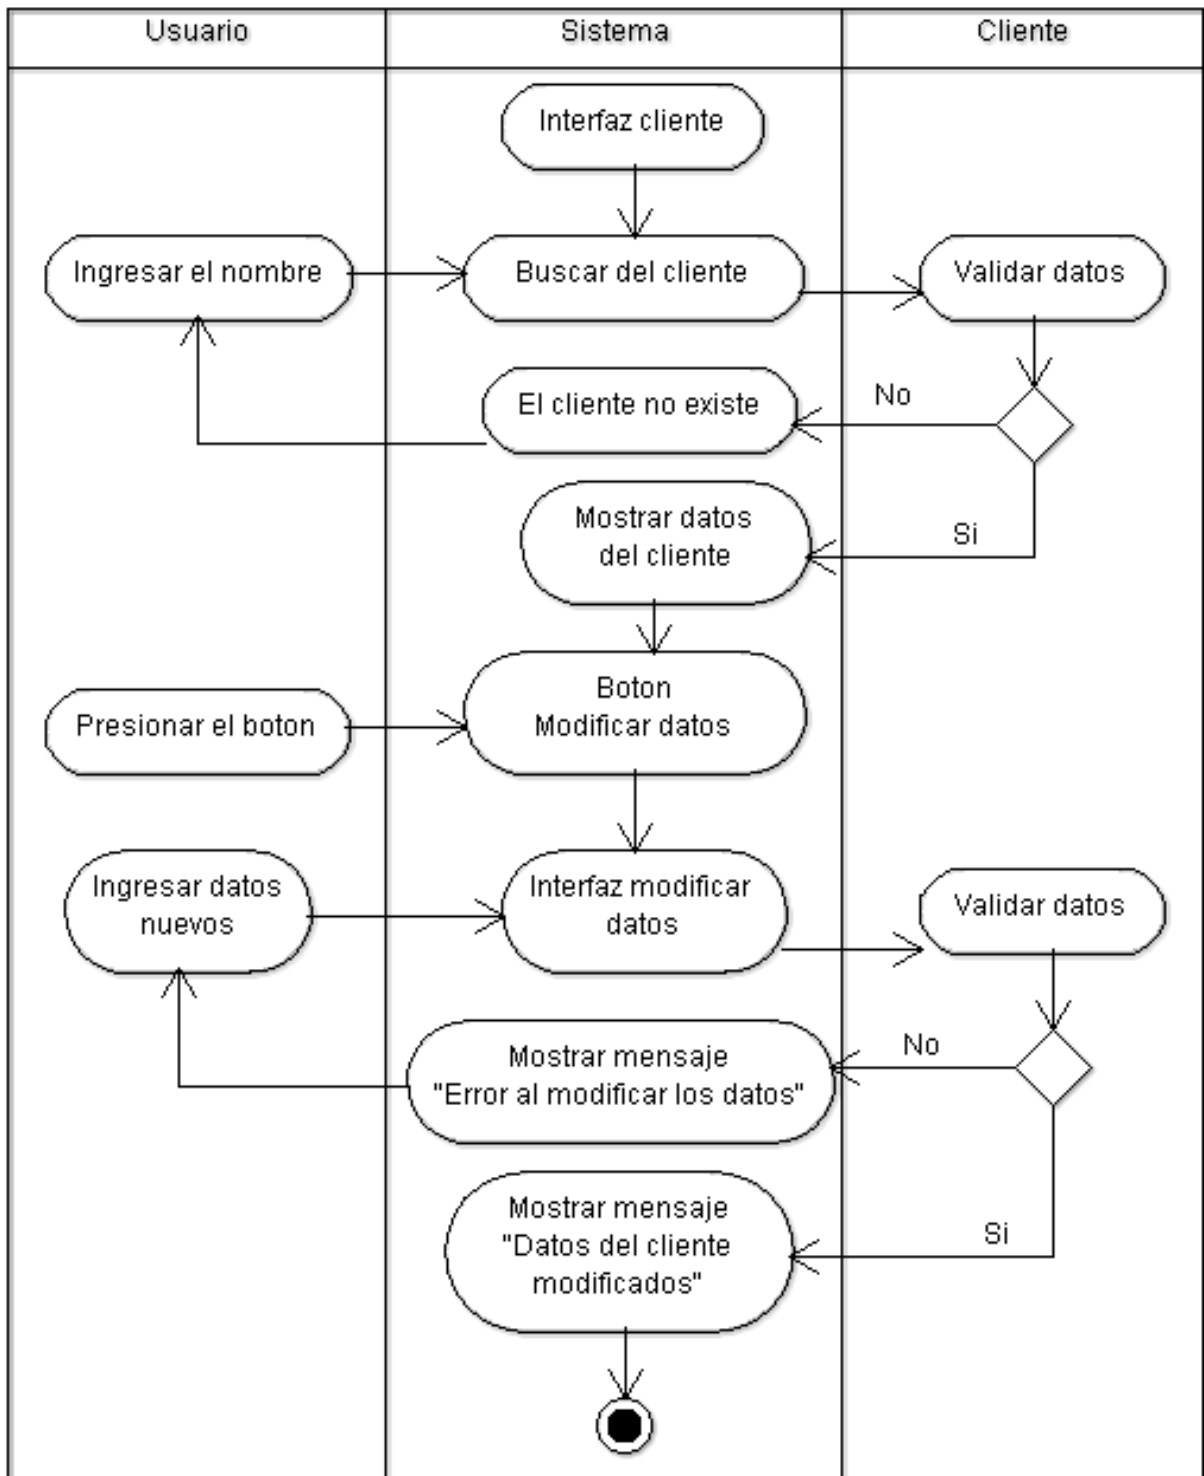 Usuario
Sistema
Cliente
Interfaz cliente
Ingresar el nombre
Buscar del cliente
Validar datos
El cliente no existe
No
Mostrar datos
del cliente
Si
Boton
Modificar datos
Presionar el boton
Ingresar datos
nuevos
Interfaz modificar
datos
Validar datos
Mostrar mensaje
"Error al modificar los datos"
No
Mostrar mensaje
"Datos del cliente
modificados"
Si